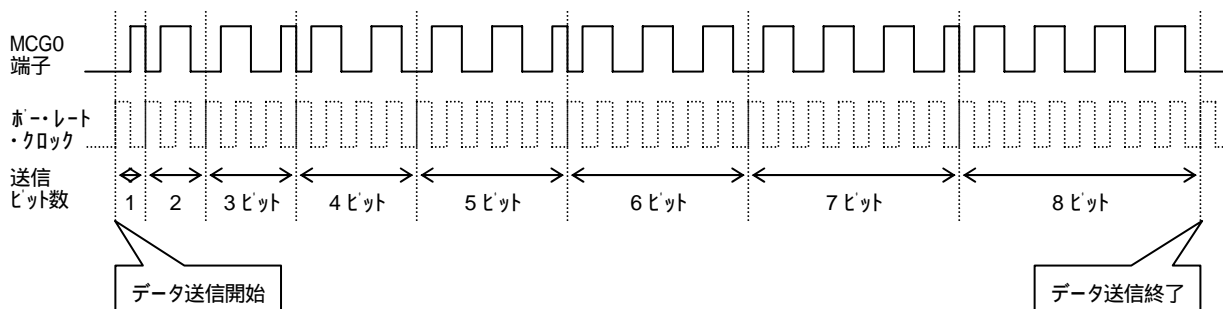 MCG0
端子
ボー・レート
・クロック
送信
ビット数
1 2 3 ビット 4 ビット 5 ビット 6 ビット 7 ビット 8 ビット
データ送信開始 データ送信終了